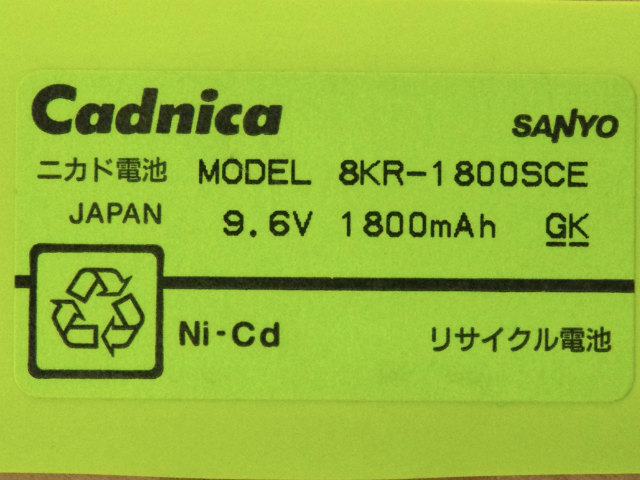 Cadnica SANYO
ニカド電池 MODEL 8KR-1800SCE
JAPAN 9.6V 1800mAh GK
Ni-Cd リサイクル電池